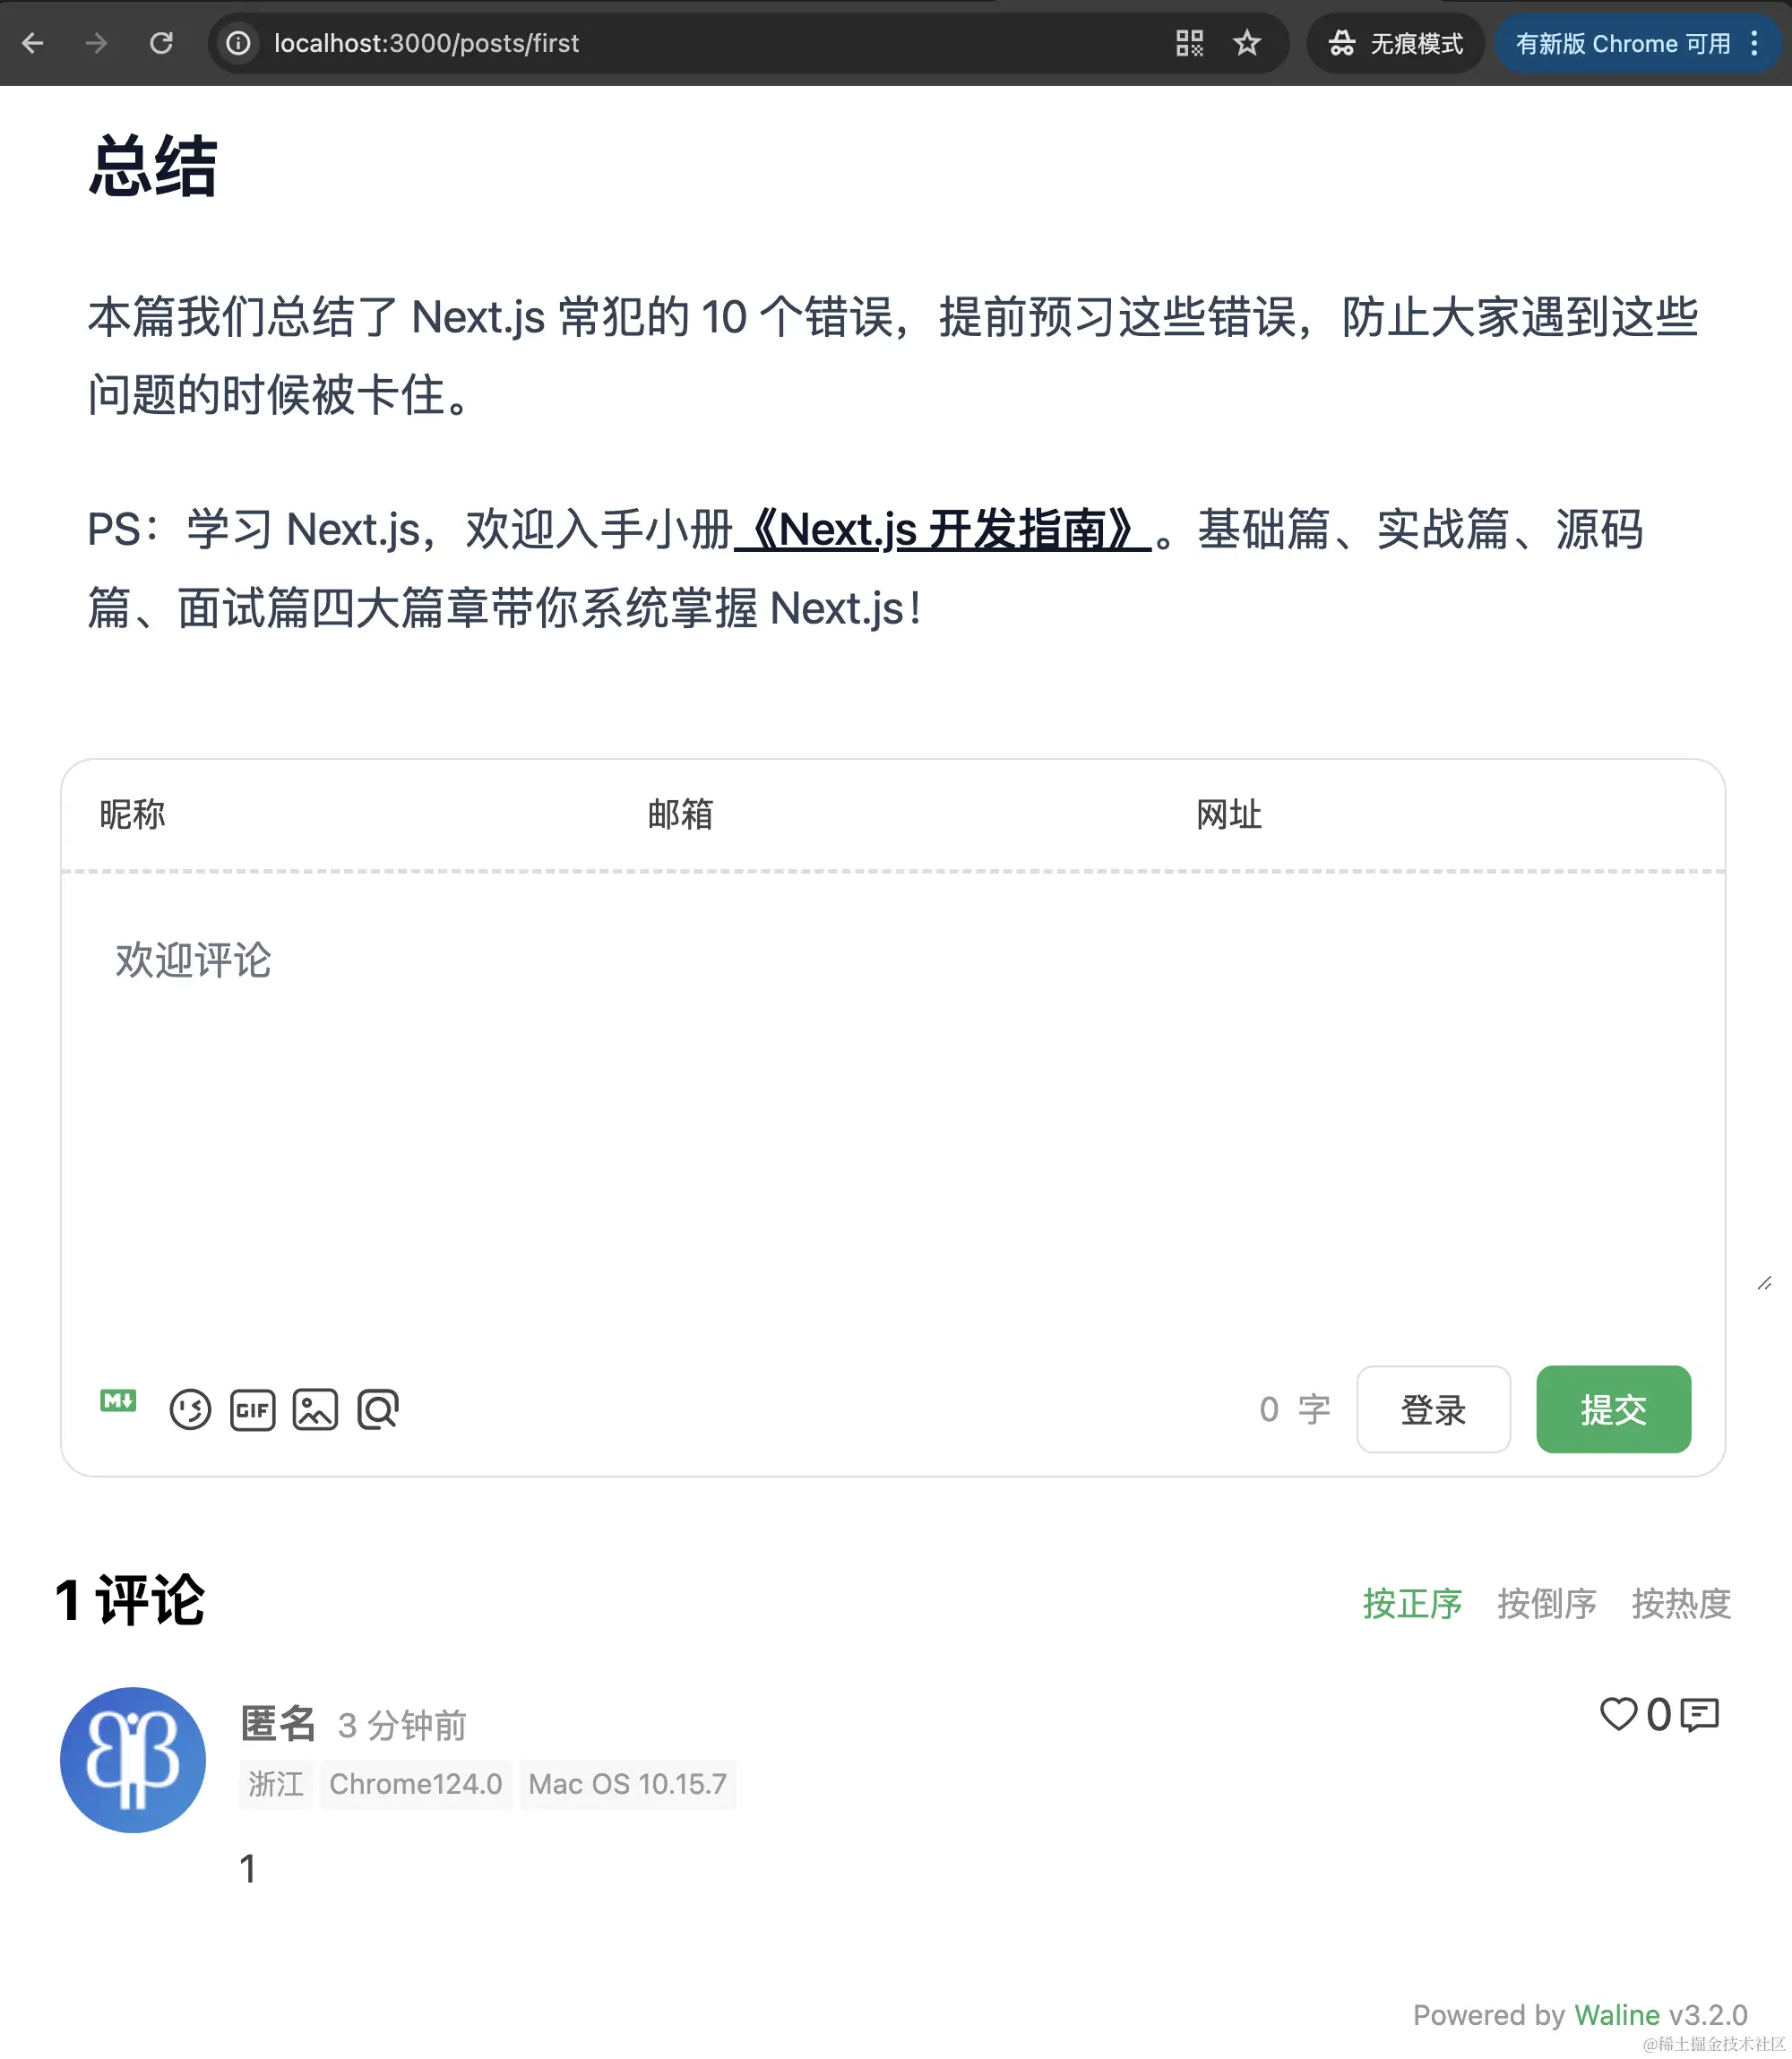 localhost:3000/posts/first
无痕模式
有新版 Chrome 可用
总结
本篇我们总结了 Next.js 常犯的 10 个错误，提前预习这些错误，防止大家遇到这些
问题的时候被卡住。
PS：学习 Next.js，欢迎入手小册《Next.js 开发指南》。基础篇、实战篇、源码
篇、面试篇四大篇章带你系统掌握 Next.js！
昵称
邮箱
网址
欢迎评论
M
GIF
0 字
登录
提交
1 评论
按正序
按倒序
按热度
匿名 3 分钟前
0
浙江 Chrome124.0 Mac OS 10.15.7
1
Powered by Waline v3.2.0
@稀土掘金技术社区